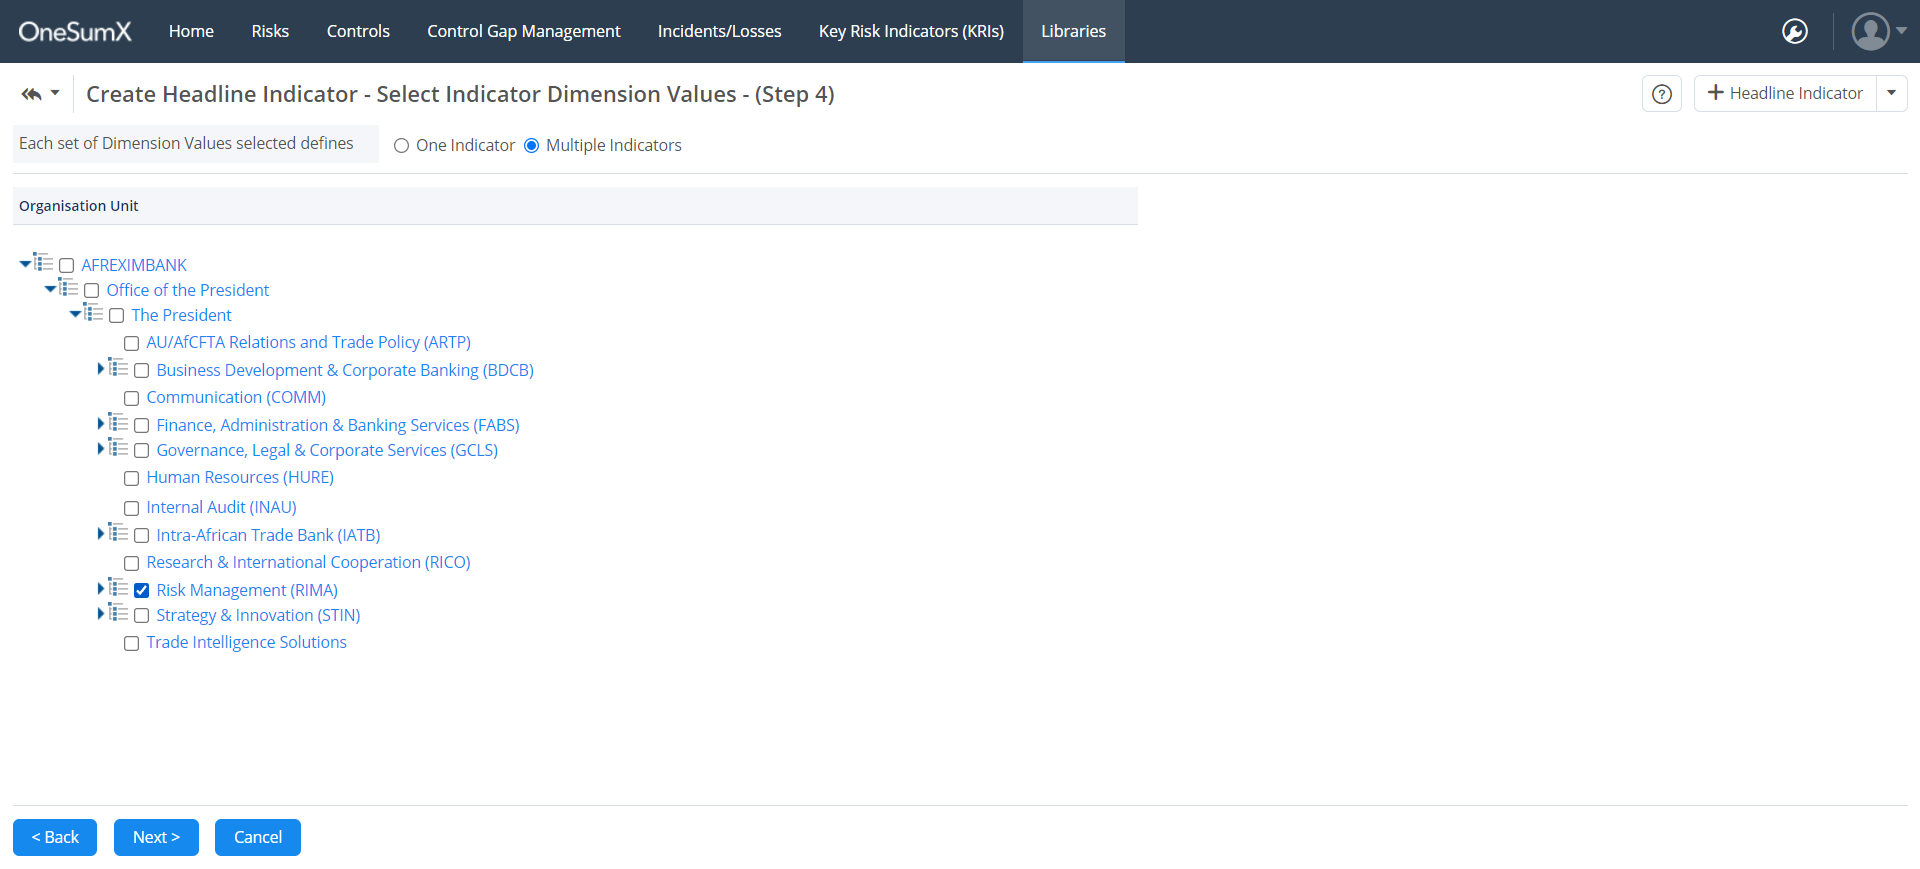 OneSumX Home Risks Controls Control Gap Management Incidents/Losses Key Risk Indicators (KRIs) Libraries
Create Headline Indicator - Select Indicator Dimension Values - (Step 4) ? + Headline Indicator
Each set of Dimension Values selected defines One Indicator Multiple Indicators
Organisation Unit
AFREXIMBANK
Office of the President
The President
AU/AfCFTA Relations and Trade Policy (ARTP)
Business Development & Corporate Banking (BDCB)
Communication (COMM)
Finance, Administration & Banking Services (FABS)
Governance, Legal & Corporate Services (GCLS)
Human Resources (HURE)
Internal Audit (INAU)
Intra-African Trade Bank (IATB)
Research & International Cooperation (RICO)
Risk Management (RIMA)
Strategy & Innovation (STIN)
Trade Intelligence Solutions
< Back Next > Cancel